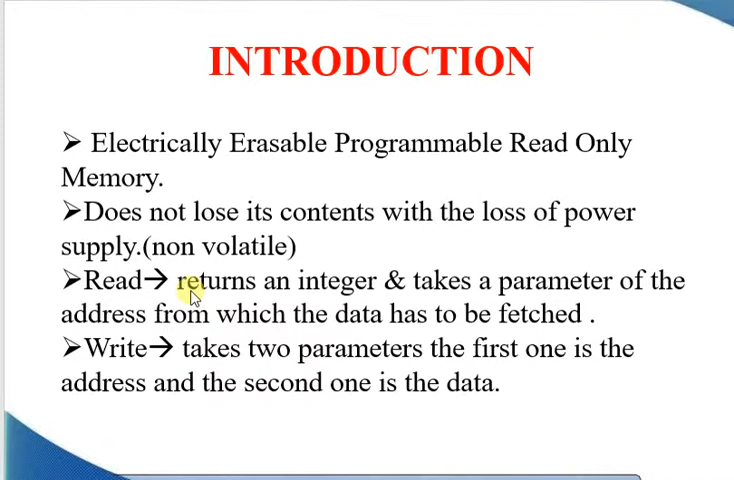 INTRODUCTION
➢ Electrically Erasable Programmable Read Only
Memory.
➢Does not lose its contents with the loss of power
supply.(non volatile)
➢Read→ returns an integer & takes a parameter of the
address from which the data has to be fetched .
➢Write→ takes two parameters the first one is the
address and the second one is the data.